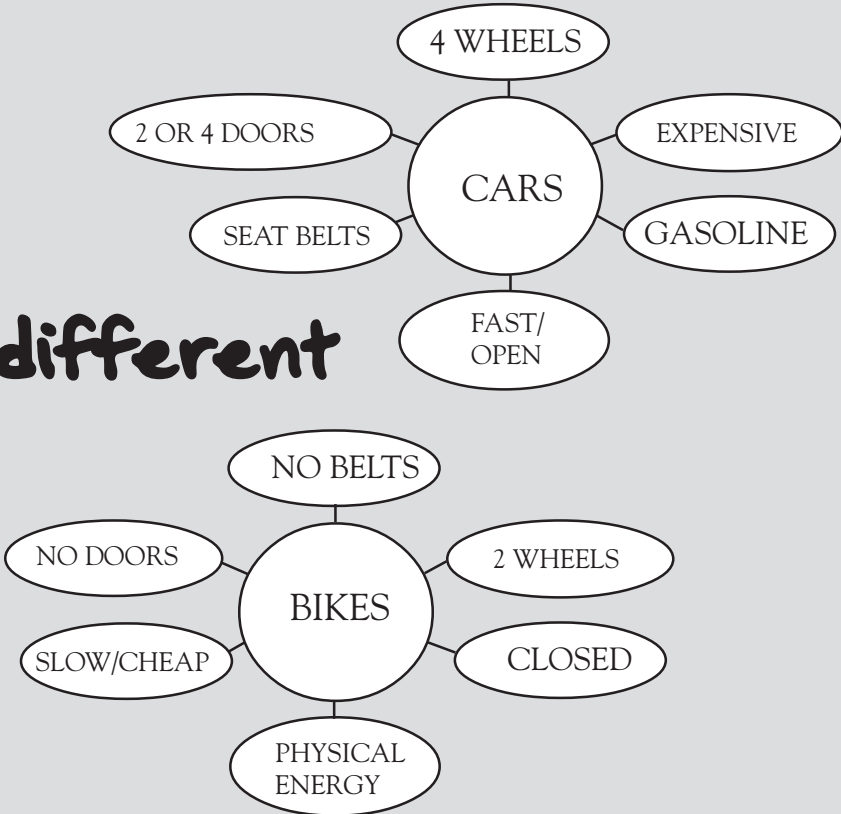 4 WHEELS
2 OR 4 DOORS
EXPENSIVE
CARS
SEAT BELTS
GASOLINE
FAST/
OPEN
different
NO BELTS
NO DOORS
2 WHEELS
BIKES
SLOW/CHEAP
CLOSED
PHYSICAL
ENERGY